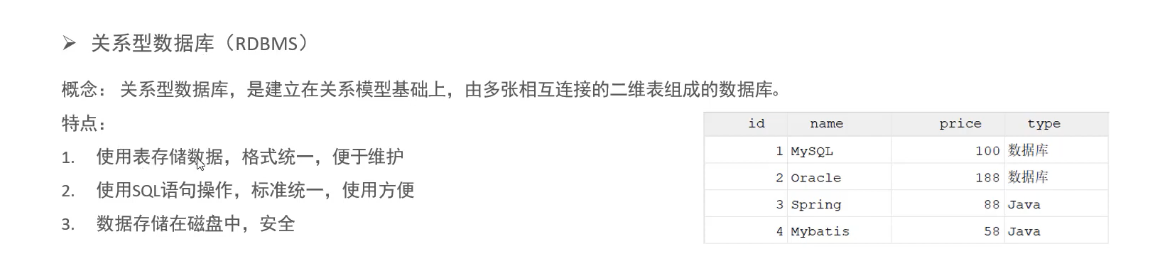 ➢ 关系型数据库（RDBMS）
概念： 关系型数据库，是建立在关系模型基础上，由多张相互连接的二维表组成的数据库。
特点：
1. 使用表存储数据，格式统一，便于维护
2. 使用SQL语句操作，标准统一，使用方便
3. 数据存储在磁盘中，安全
id name price type
1 MySQL 100 数据库
2 Oracle 188 数据库
3 Spring 88 Java
4 Mybatis 58 Java